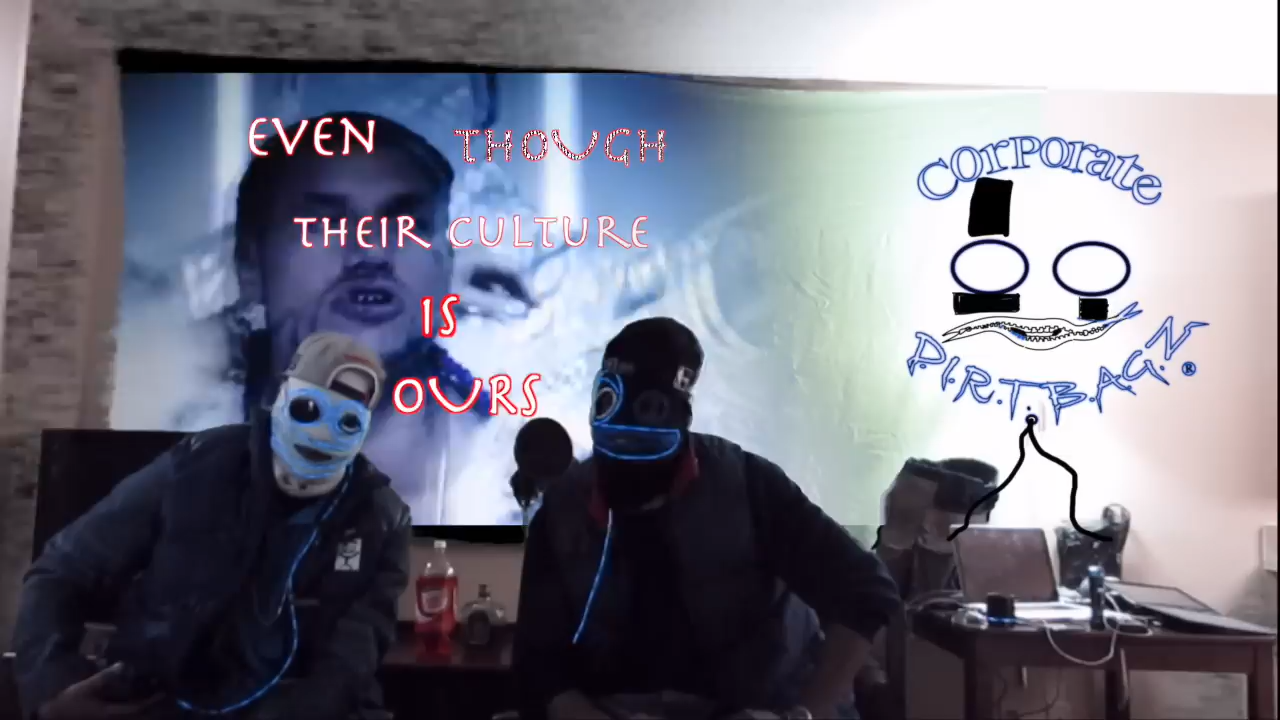 EVEN THOUGH
THEIR CULTURE
IS
OURS
Corporate
D.I.R.T.B.A.G.N.®